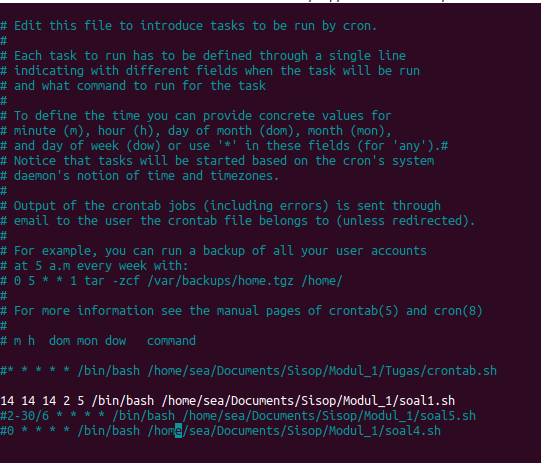 # Edit this file to introduce tasks to be run by cron.
#
# Each task to run has to be defined through a single line
# indicating with different fields when the task will be run
# and what command to run for the task
#
# To define the time you can provide concrete values for
# minute (m), hour (h), day of month (dom), month (mon),
# and day of week (dow) or use '*' in these fields (for 'any').#
# Notice that tasks will be started based on the cron's system
# daemon's notion of time and timezones.
#
# Output of the crontab jobs (including errors) is sent through
# email to the user the crontab file belongs to (unless redirected).
#
# For example, you can run a backup of all your user accounts
# at 5 a.m every week with:
# 0 5 * * 1 tar -zcf /var/backups/home.tgz /home/
#
# For more information see the manual pages of crontab(5) and cron(8)
#
# m h  dom mon dow   command
#* * * * * /bin/bash /home/sea/Documents/Sisop/Modul_1/Tugas/crontab.sh
14 14 14 2 5 /bin/bash /home/sea/Documents/Sisop/Modul_1/soal1.sh
#2-30/6 * * * * /bin/bash /home/sea/Documents/Sisop/Modul_1/soal5.sh
#0 * * * * /bin/bash /home/sea/Documents/Sisop/Modul_1/soal4.sh